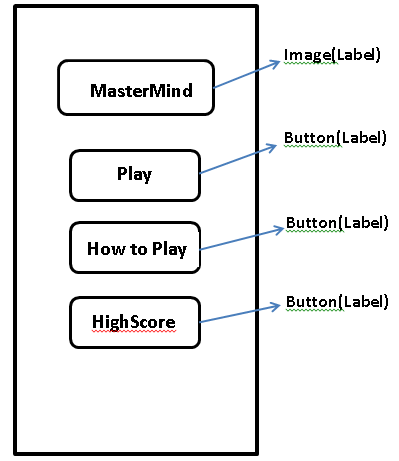 Image(Label)
MasterMind
Button(Label)
Play
Button(Label)
How to Play
Button(Label)
HighScore